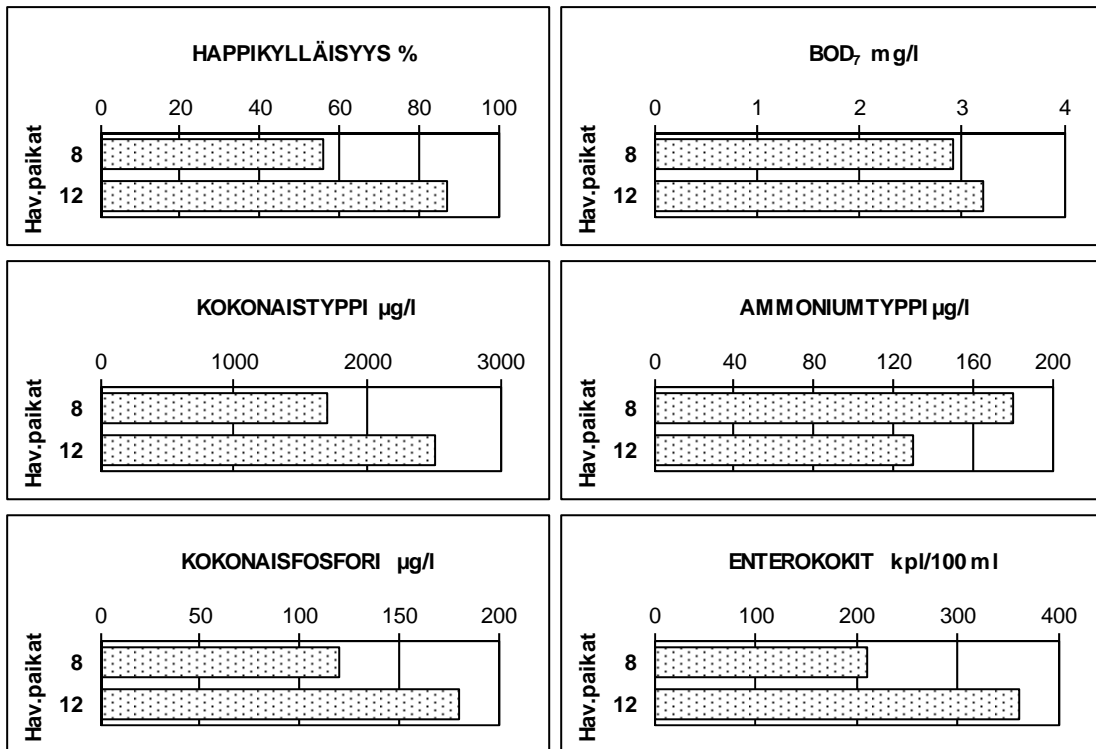 HAPPIKYLLÄISYYS %
0 20 40 60 80 100
Hav.paikat
8
12
BOD₇ mg/l
0 1 2 3 4
Hav.paikat
8
12
KOKONAISTYPPI µg/l
0 1000 2000 3000
Hav.paikat
8
12
AMMONIUMTYPPI µg/l
0 40 80 120 160 200
Hav.paikat
8
12
KOKONAISFOSFORI µg/l
0 50 100 150 200
Hav.paikat
8
12
ENTEROKOKIT kpl/100 ml
0 100 200 300 400
Hav.paikat
8
12